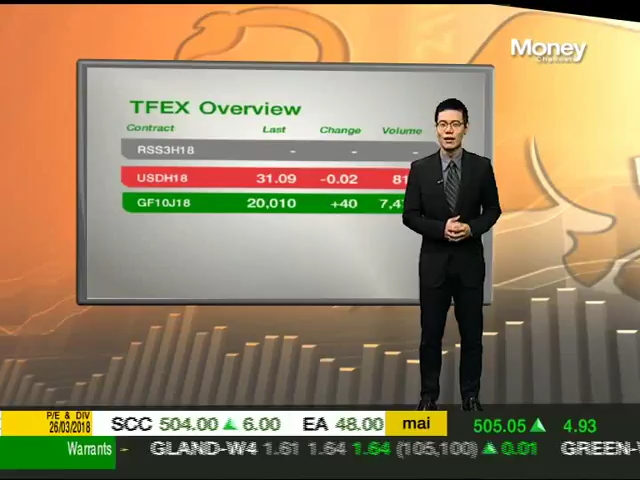 Money
Channel
TFEX Overview
Contract Last Change Volume
RSS3H18 - - -
USDH18 31.09 -0.02
GF10J18 20,010 +40
P/E & DIV
26/03/2018
SCC 504.00 ▲ 6.00 EA 48.00 mai 505.05 ▲ 4.93
Warrants
GLAND-W4 1.61 1.64 1.64 (105,100) ▲ 0.01 GREEN-